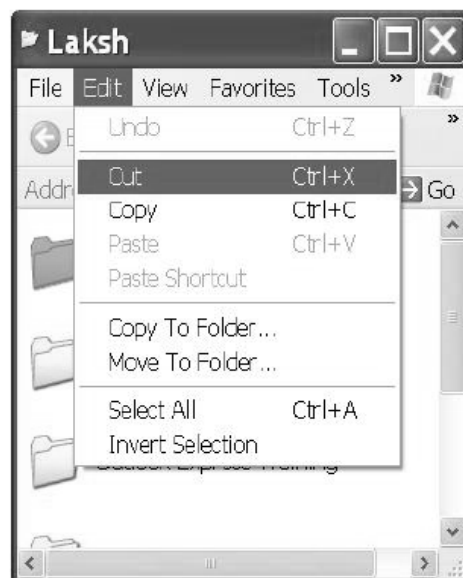 Laksh
File Edit View Favorites Tools »
Undo Ctrl+Z
»
Cut Ctrl+X
Addr Go
Copy Ctrl+C
Paste Ctrl+V
Paste Shortcut
Copy To Folder...
Move To Folder...
Select All Ctrl+A
Invert Selection